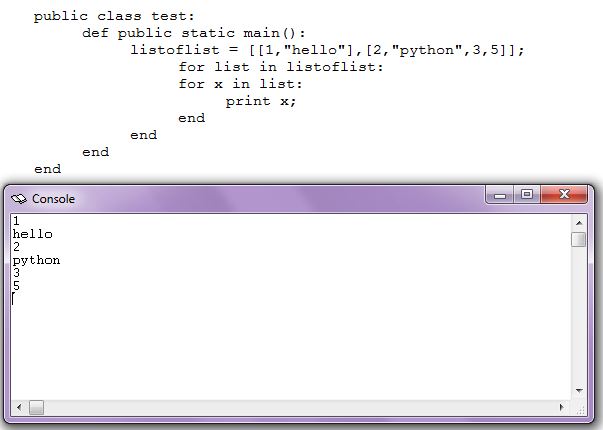 public class test:
def public static main():
listoflist = [[1,"hello"],[2,"python",3,5]];
for list in listoflist:
for x in list:
print x;
end
end
end
end
Console
1
hello
2
python
3
5